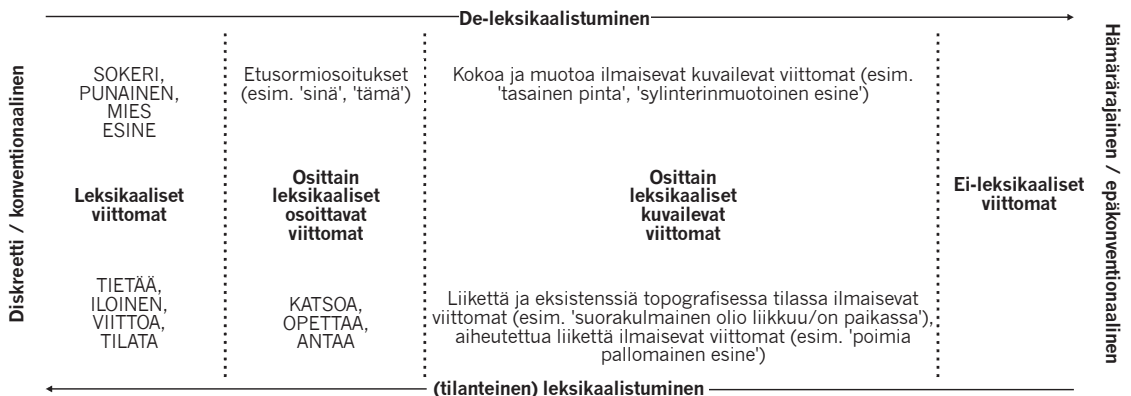 De-leksikaalistuminen
Diskreetti / konventionaalinen
SOKERI,
PUNAINEN,
MIES
ESINE
Etusormiosoitukset
(esim. 'sinä', 'tämä')
Kokoa ja muotoa ilmaisevat kuvailevat viittomat (esim.
'tasainen pinta', 'sylinterinmuotoinen esine')
Leksikaaliset
viittomat
Osittain
leksikaaliset
osoittavat
viittomat
Osittain
leksikaaliset
kuvailevat
viittomat
Ei-leksikaaliset
viittomat
TIETÄÄ,
ILOINEN,
VIITTOA,
TILATA
KATSOA,
OPETTAA,
ANTAA
Liikettä ja eksistenssiä topografisessa tilassa ilmaisevat
viittomat (esim. 'suorakulmainen olio liikkuu/on paikassa'),
aiheutettua liikettä ilmaisevat viittomat (esim. 'poimia
pallomainen esine')
Hämärärajainen / epäkonventionaalinen
(tilanteinen) leksikaalistuminen